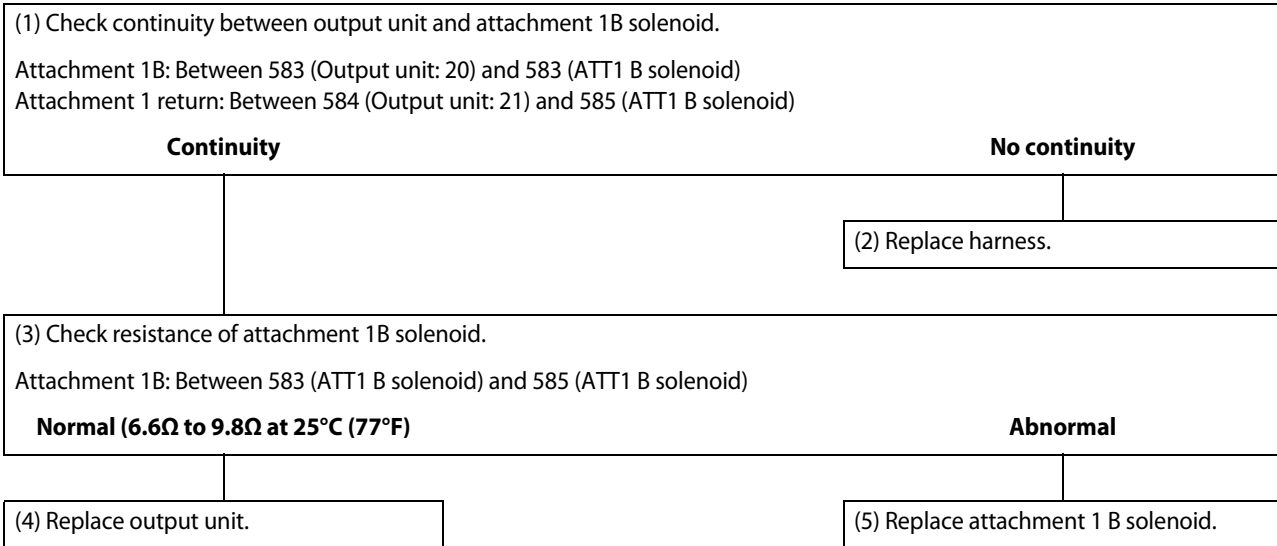 (1) Check continuity between output unit and attachment 1B solenoid.
Attachment 1B: Between 583 (Output unit: 20) and 583 (ATT1 B solenoid)
Attachment 1 return: Between 584 (Output unit: 21) and 585 (ATT1 B solenoid)
Continuity
No continuity
(2) Replace harness.
(3) Check resistance of attachment 1B solenoid.
Attachment 1B: Between 583 (ATT1 B solenoid) and 585 (ATT1 B solenoid)
Normal (6.6Ω to 9.8Ω at 25°C (77°F)
Abnormal
(4) Replace output unit.
(5) Replace attachment 1 B solenoid.